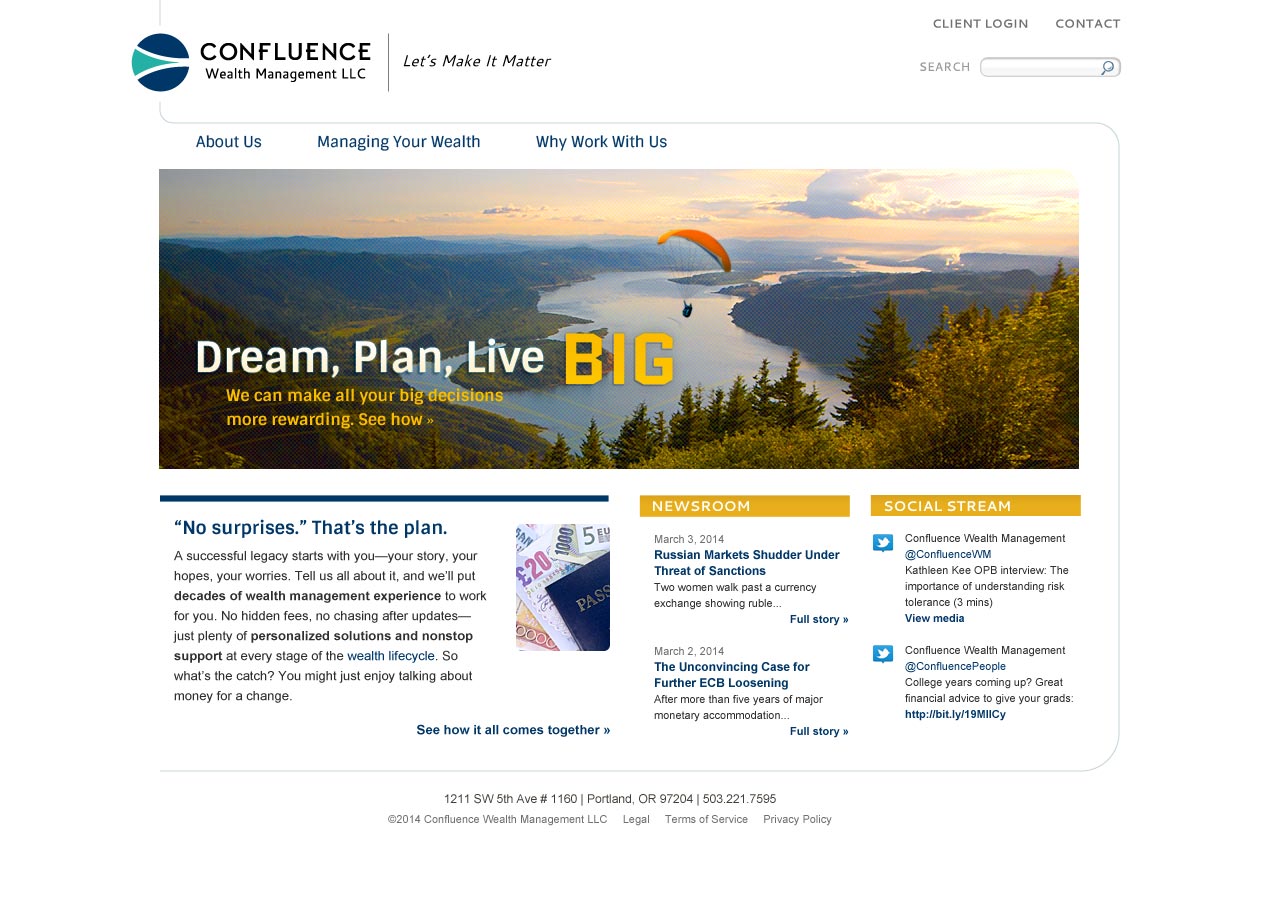 CLIENT LOGIN CONTACT
CONFLUENCE
Wealth Management LLC
Let's Make It Matter
SEARCH
About Us Managing Your Wealth Why Work With Us
Dream, Plan, Live BIG
We can make all your big decisions
more rewarding. See how »
“No surprises.” That’s the plan.
A successful legacy starts with you—your story, your
hopes, your worries. Tell us all about it, and we’ll put
decades of wealth management experience to work
for you. No hidden fees, no chasing after updates—
just plenty of personalized solutions and nonstop
support at every stage of the wealth lifecycle. So
what’s the catch? You might just enjoy talking about
money for a change.
See how it all comes together »
£20
1000
5 EU
PASS
NEWSROOM
March 3, 2014
Russian Markets Shudder Under
Threat of Sanctions
Two women walk past a currency
exchange showing ruble...
Full story »
March 2, 2014
The Unconvincing Case for
Further ECB Loosening
After more than five years of major
monetary accommodation...
Full story »
SOCIAL STREAM
Confluence Wealth Management
@ConfluenceWM
Kathleen Kee OPB interview: The
importance of understanding risk
tolerance (3 mins)
View media
Confluence Wealth Management
@ConfluencePeople
College years coming up? Great
financial advice to give your grads:
http://bit.ly/19MlICy
1211 SW 5th Ave # 1160 | Portland, OR 97204 | 503.221.7595
©2014 Confluence Wealth Management LLC Legal Terms of Service Privacy Policy